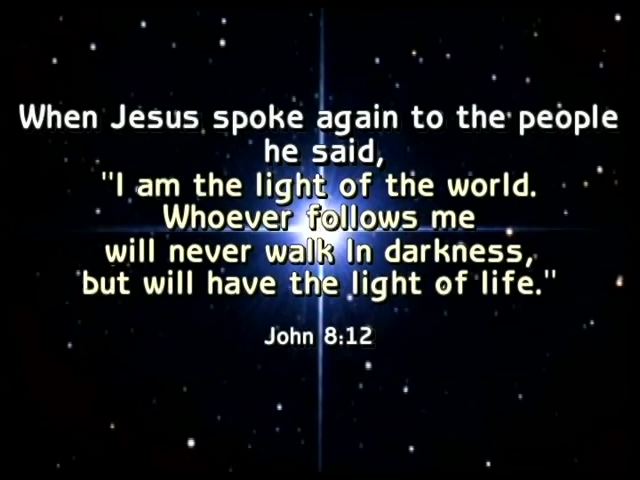 When Jesus spoke again to the people
he said,
"I am the light of the world.
Whoever follows me
will never walk In darkness,
but will have the light of life."
John 8:12